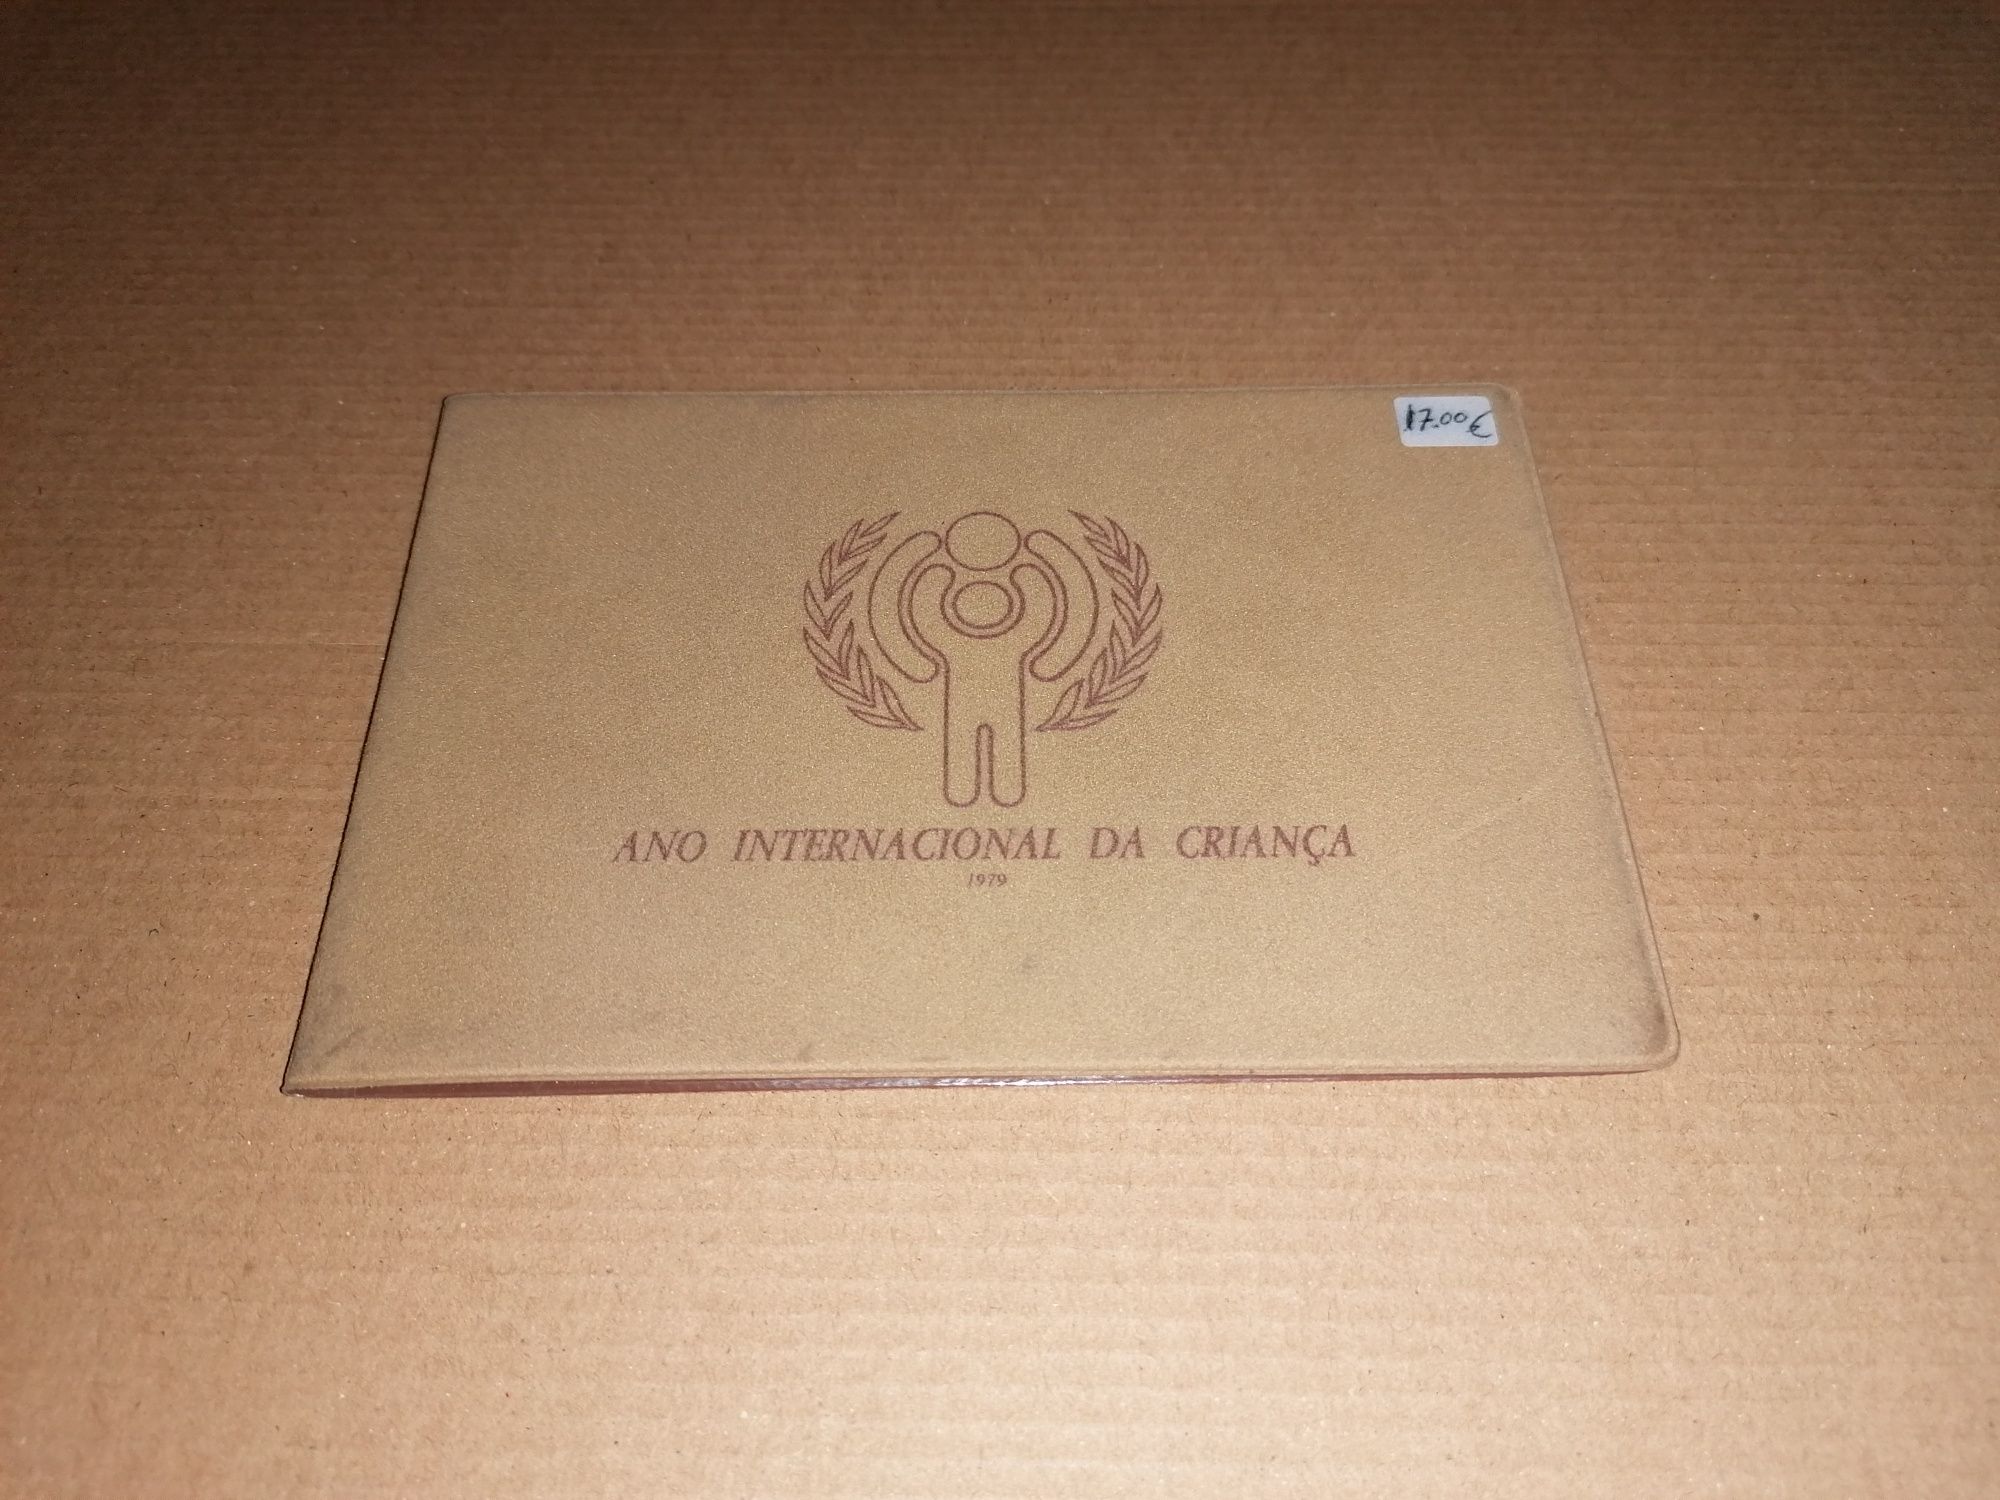 17.00€
ANO INTERNACIONAL DA CRIANÇA
1979